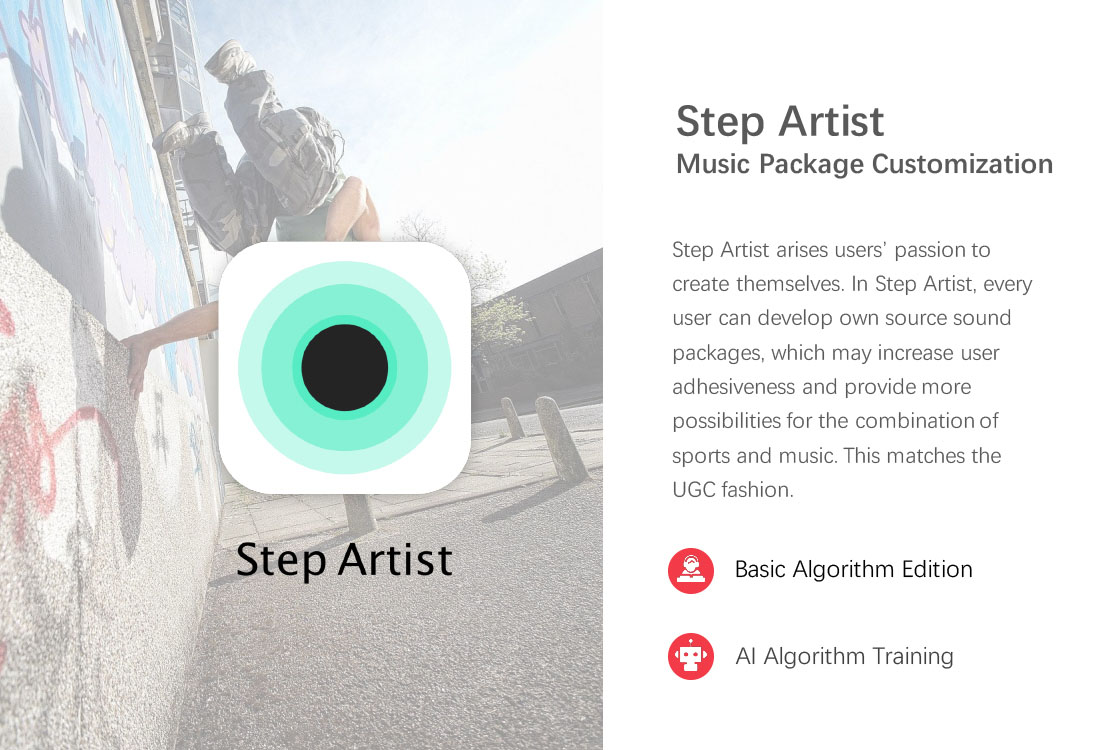 Step Artist
Step Artist
Music Package Customization
Step Artist arises users’ passion to
create themselves. In Step Artist, every
user can develop own source sound
packages, which may increase user
adhesiveness and provide more
possibilities for the combination of
sports and music. This matches the
UGC fashion.
Basic Algorithm Edition
AI Algorithm Training